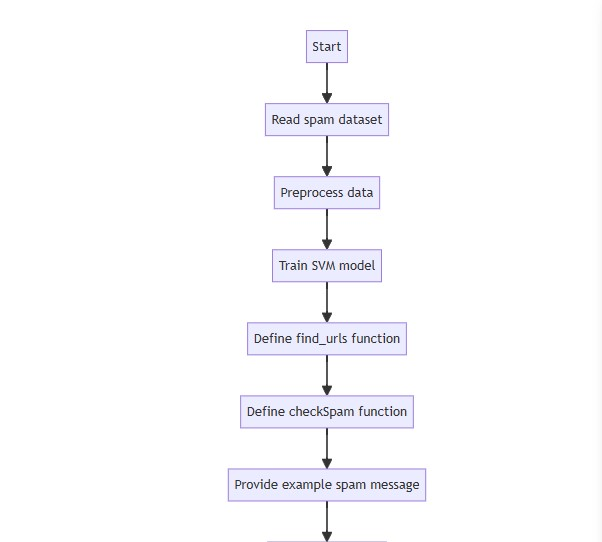 Start
Read spam dataset
Preprocess data
Train SVM model
Define find_urls function
Define checkSpam function
Provide example spam message